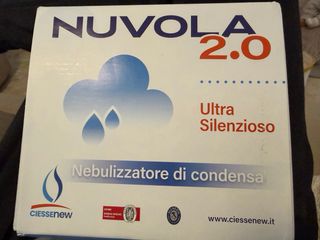 NUVOLA
2.0
Ultra
Silenzioso
Nebulizzatore di condensa
CIESSENEW
www.ciessenew.it